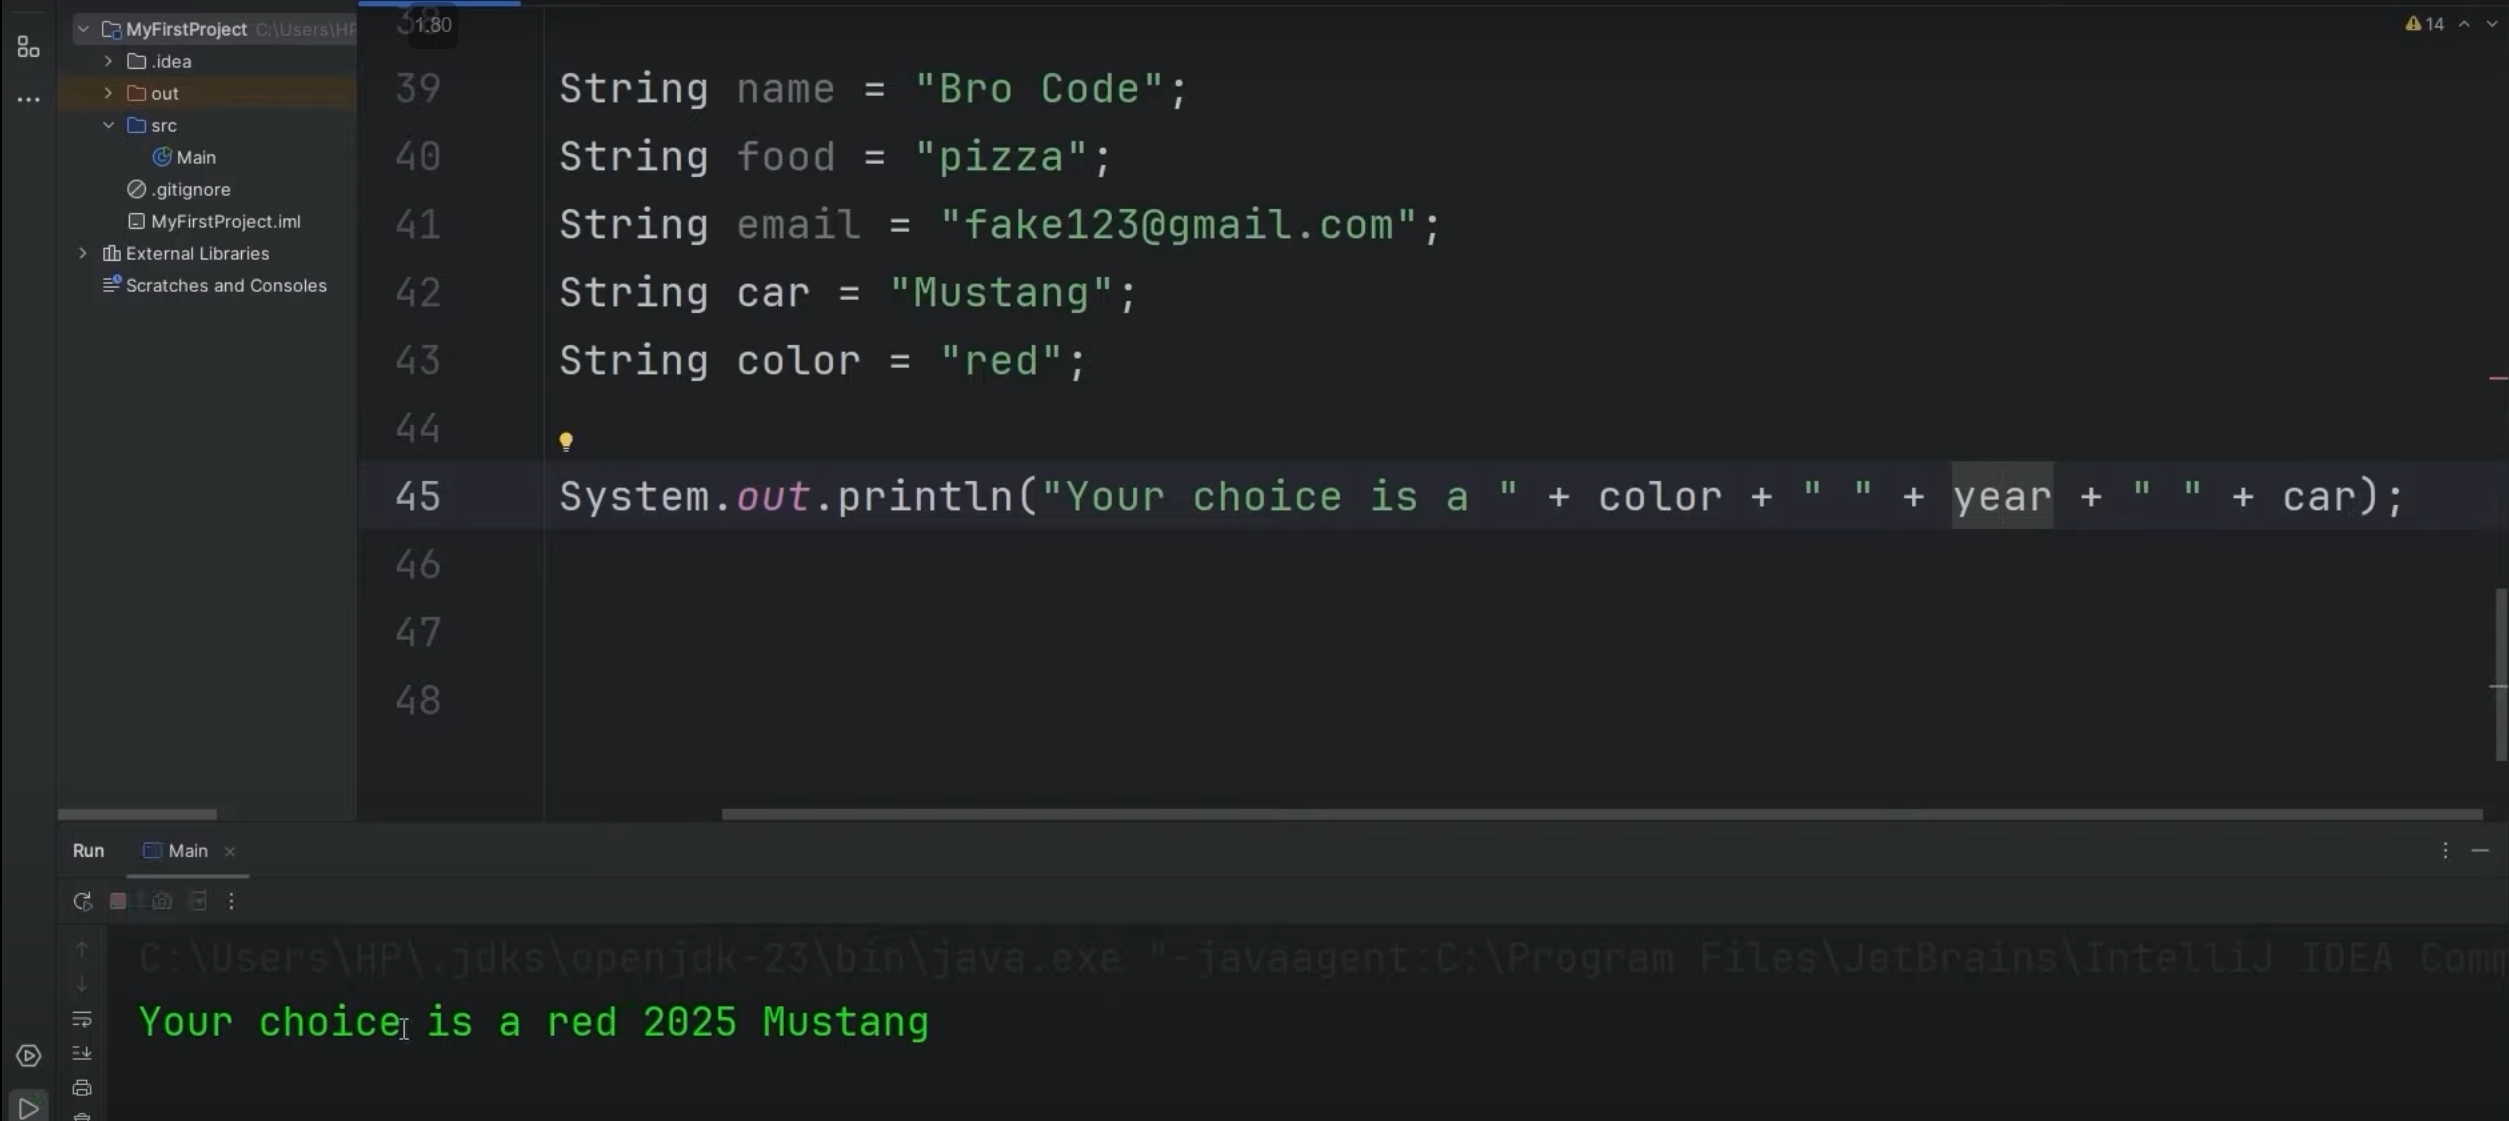 MyFirstProject C:\Users\HP
.idea
out
src
Main
.gitignore
MyFirstProject.iml
External Libraries
Scratches and Consoles
1.80
14
38
39 String name = "Bro Code";
40 String food = "pizza";
41 String email = "fake123@gmail.com";
42 String car = "Mustang";
43 String color = "red";
44
45 System.out.println("Your choice is a " + color + " " + year + " " + car);
46
47
48
Run Main
C:\Users\HP\.jdks\openjdk-23\bin\java.exe "-javaagent:C:\Program Files\JetBrains\IntelliJ IDEA Comm
Your choice is a red 2025 Mustang